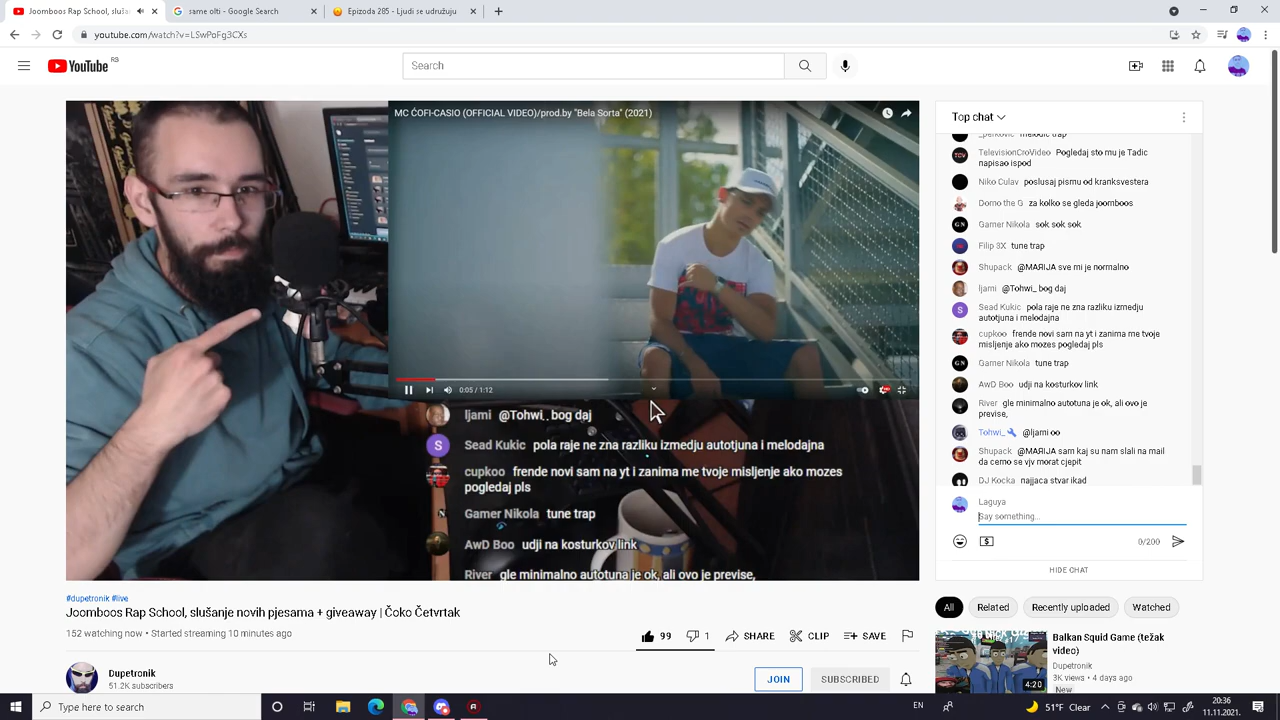 Joomboos Rap School, sluša
same olti - Google Search
Epizoda 285 - Ljudi se udružuju
youtube.com/watch?v=LSwPoFg3CXs
YouTube RS
Search
MC ĆOFI-CASIO (OFFICIAL VIDEO)/prod.by "Bela Sorta" (2021)
0:05 / 1:12
ljami @Tohwi_ bog daj
Sead Kukic pola raje ne zna razliku izmedju autotjuna i melodajna
cupkoo frende novi sam na yt i zanima me tvoje misljenje ako mozes
pogledaj pls
Gamer Nikola tune trap
AwD Boo udji na kosturkov link
River gle minimalno autotuna je ok, ali ovo je previse,
Top chat
_perkovic melodic trap
TelevisionCroVideo Pogledaj sto mu je Tadic
napisao ispod
Niko Culav poslusaj pismu od kranksvestera
Domo the G za kolko se gleda joomboos
Gamer Nikola sok sok sok
Filip 3X tune trap
Shupack @MARIJA sve mi je normalno
ljami @Tohwi_ bog daj
Sead Kukic pola raje ne zna razliku izmedju
autotjuna i melodajna
cupkoo frende novi sam na yt i zanima me tvoje
misljenje ako mozes pogledaj pls
Gamer Nikola tune trap
AwD Boo udji na kosturkov link
River gle minimalno autotuna je ok, ali ovo je
previse,
Tohwi_ @ljami oo
Shupack @MARIJA sam kaj su nam slali na mail
da cemo se vjv morat cjepit
DJ Kocka najjaca stvar ikad
Laguya
Say something...
0/200
HIDE CHAT
#dupetronik #live
Joomboos Rap School, slušanje novih pjesama + giveaway | Čoko Četvrtak
152 watching now • Started streaming 10 minutes ago
99 1 SHARE CLIP SAVE
Dupetronik
51.2K subscribers
JOIN SUBSCRIBED
All Related Recently uploaded Watched
Balkan Squid Game (težak
video)
Dupetronik
3K views • 4 days ago
New
4:20
Type here to search
51°F Clear
EN
20:36
11.11.2021.